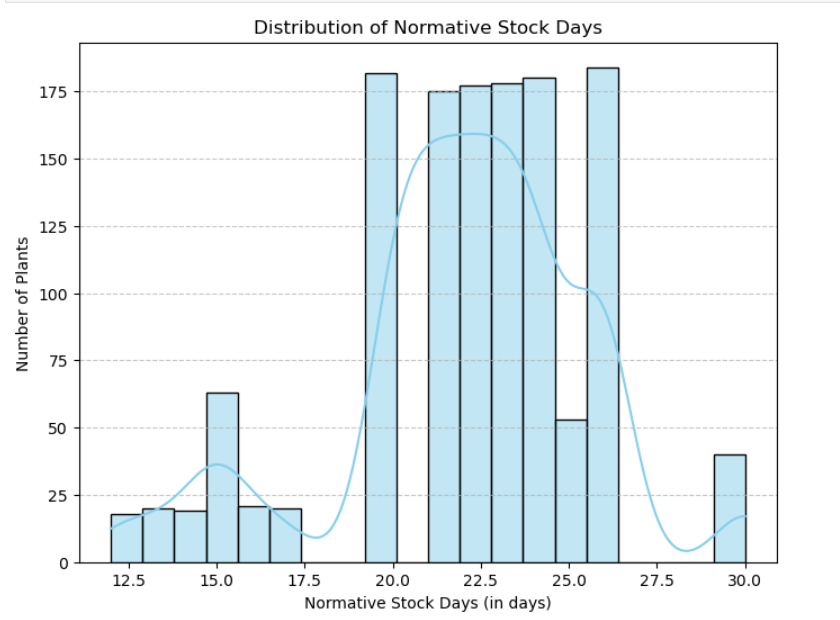 Distribution of Normative Stock Days
175
150
125
100
75
50
25
0
Number of Plants
12.5 15.0 17.5 20.0 22.5 25.0 27.5 30.0
Normative Stock Days (in days)